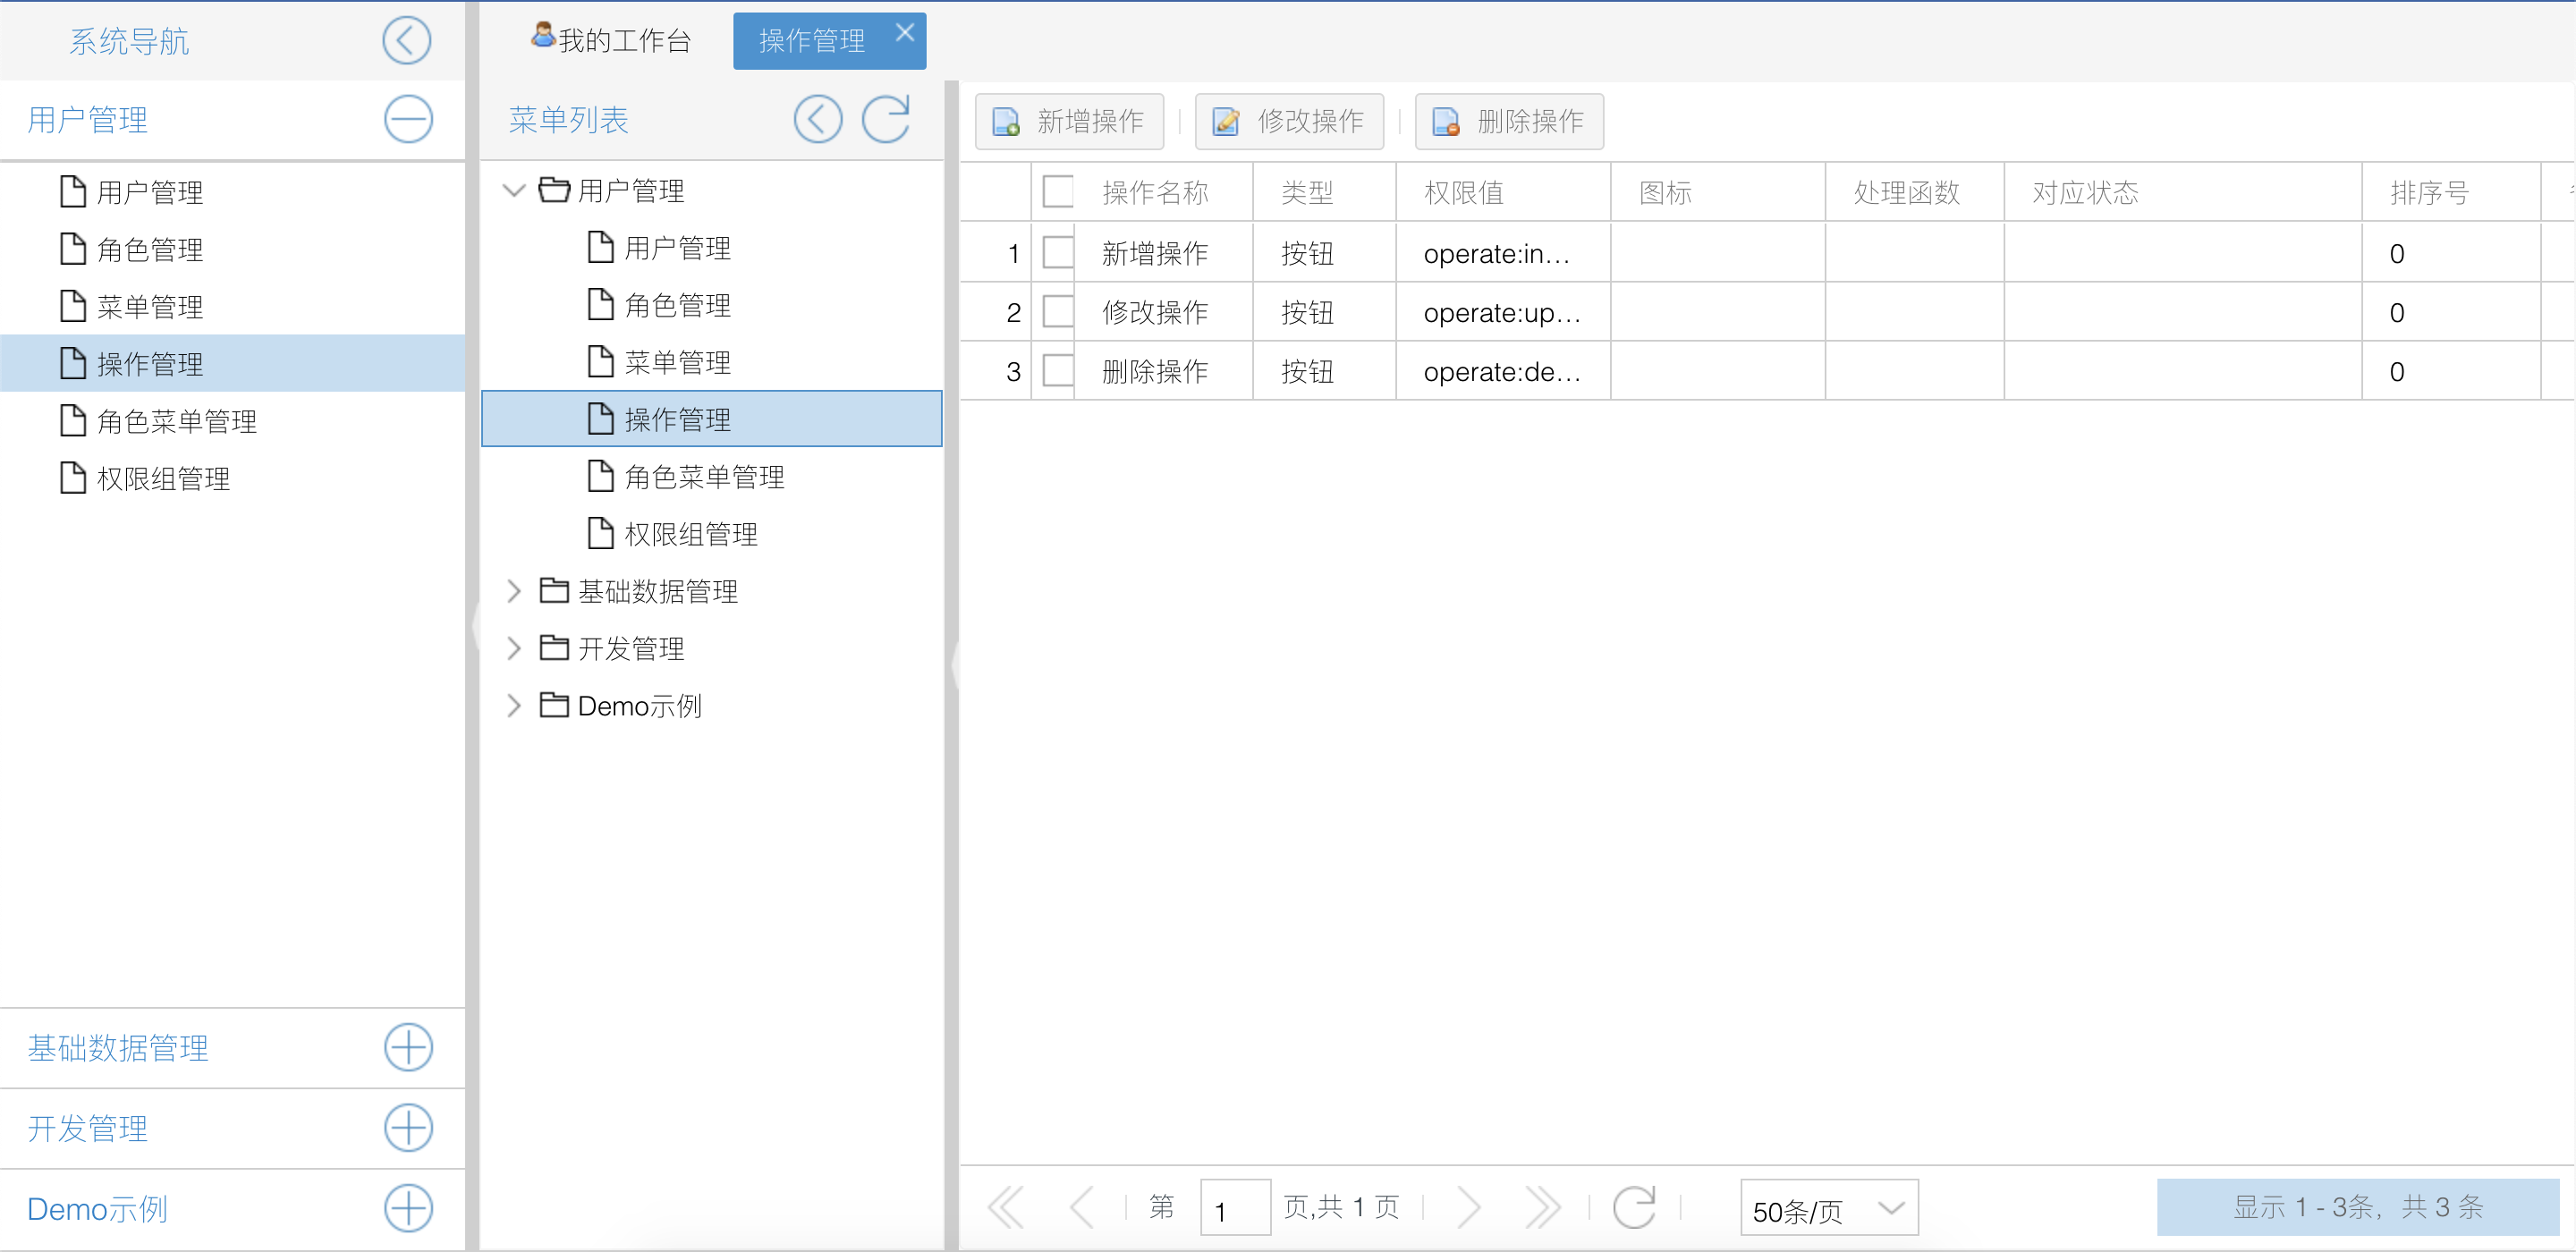 系统导航
用户管理
用户管理
角色管理
菜单管理
操作管理
角色菜单管理
权限组管理
基础数据管理
开发管理
Demo示例
我的工作台 操作管理
菜单列表
用户管理
用户管理
角色管理
菜单管理
操作管理
角色菜单管理
权限组管理
基础数据管理
开发管理
Demo示例
新增操作 修改操作 删除操作
操作名称 类型 权限值 图标 处理函数 对应状态 排序号
1 新增操作 按钮 operate:in... 0
2 修改操作 按钮 operate:up... 0
3 删除操作 按钮 operate:de... 0
第 1 页,共 1 页 50条/页 显示 1 - 3条, 共 3 条